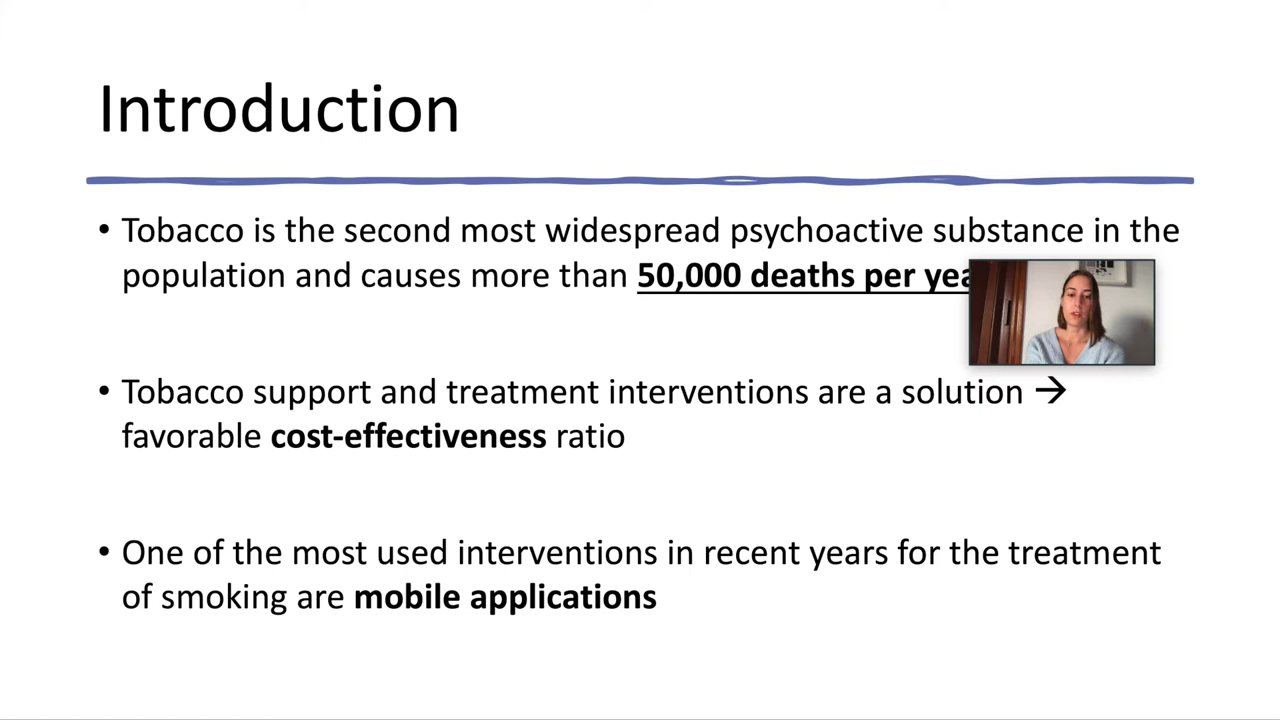 Introduction
• Tobacco is the second most widespread psychoactive substance in the
population and causes more than 50,000 deaths per
• Tobacco support and treatment interventions are a solution →
favorable cost-effectiveness ratio
• One of the most used interventions in recent years for the treatment
of smoking are mobile applications